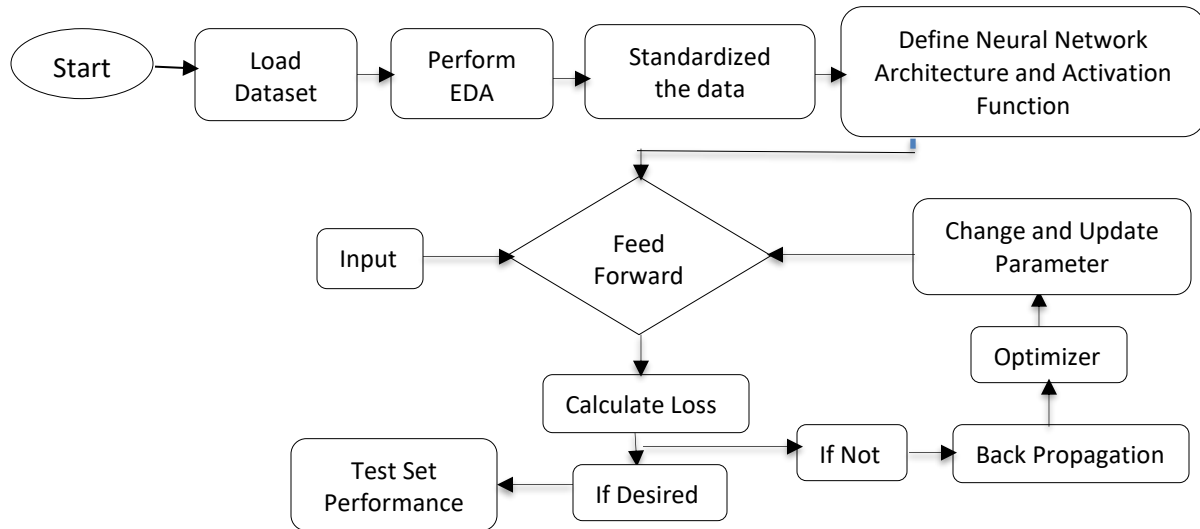 Start
Load
Dataset
Perform
EDA
Standardized
the data
Define Neural Network
Architecture and Activation
Function
Input
Feed
Forward
Change and Update
Parameter
Optimizer
Calculate Loss
If Not
Back Propagation
Test Set
Performance
If Desired